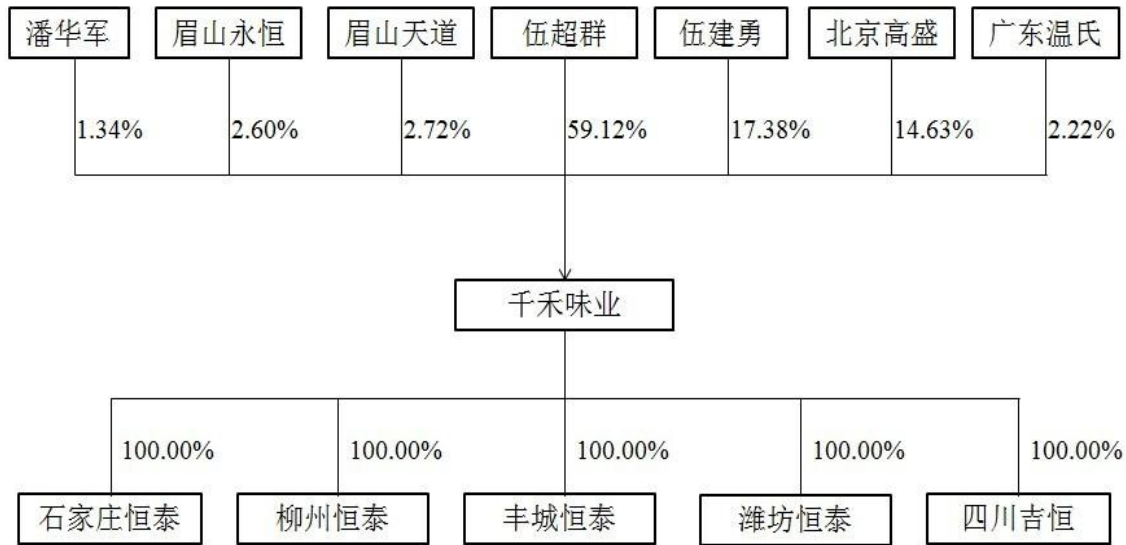 潘华军 眉山永恒 眉山天道 伍超群 伍建勇 北京高盛 广东温氏
1.34% 2.60% 2.72% 59.12% 17.38% 14.63% 2.22%
千禾味业
100.00% 100.00% 100.00% 100.00% 100.00%
石家庄恒泰 柳州恒泰 丰城恒泰 潍坊恒泰 四川吉恒